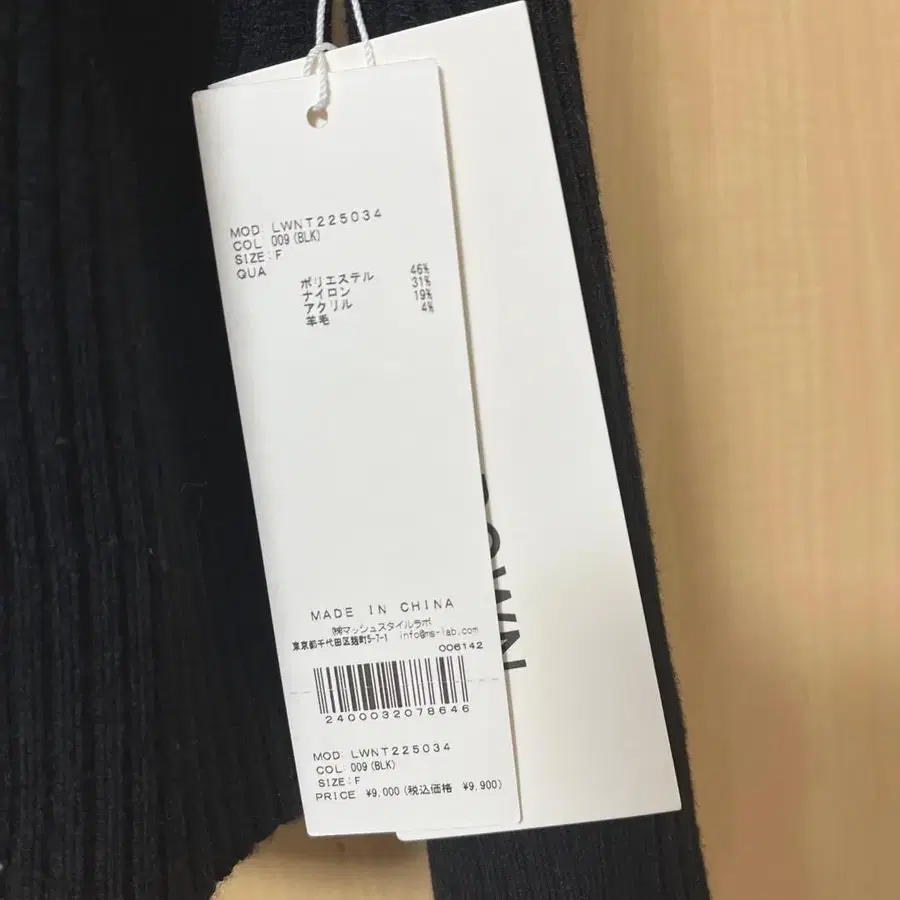 MOD: LWNT225034
COL: 009 (BLK)
SIZE: F
QUA
ポリエステル 46%
ナイロン 31%
アクリル 19%
羊毛 4%
MADE IN CHINA
㈱マッシュスタイルラボ
東京都千代田区麹町5-7-1 info@ms-lab.com
006142
2400032078646
MOD: LWNT225034
COL: 009 (BLK)
SIZE: F
PRICE ¥9,000 (税込価格 ¥9,900)
OWN